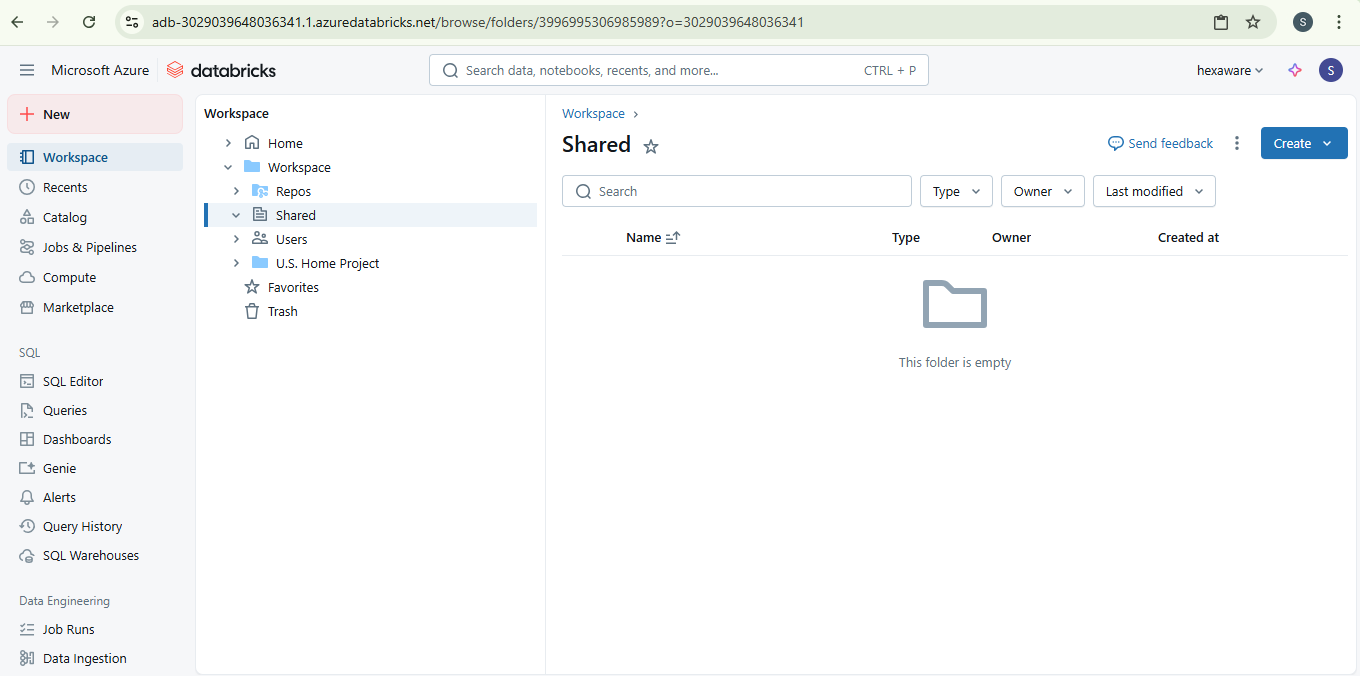 adb-3029039648036341.1.azuredatabricks.net/browse/folders/3996995306985989?o=3029039648036341
S
Microsoft Azure
databricks
Search data, notebooks, recents, and more...
CTRL + P
hexaware
S
New
Workspace
Recents
Catalog
Jobs & Pipelines
Compute
Marketplace
SQL
SQL Editor
Queries
Dashboards
Genie
Alerts
Query History
SQL Warehouses
Data Engineering
Job Runs
Data Ingestion
Workspace
Home
Workspace
Repos
Shared
Users
U.S. Home Project
Favorites
Trash
Workspace ›
Shared
Send feedback
Create
Search
Type
Owner
Last modified
Name Type Owner Created at
This folder is empty